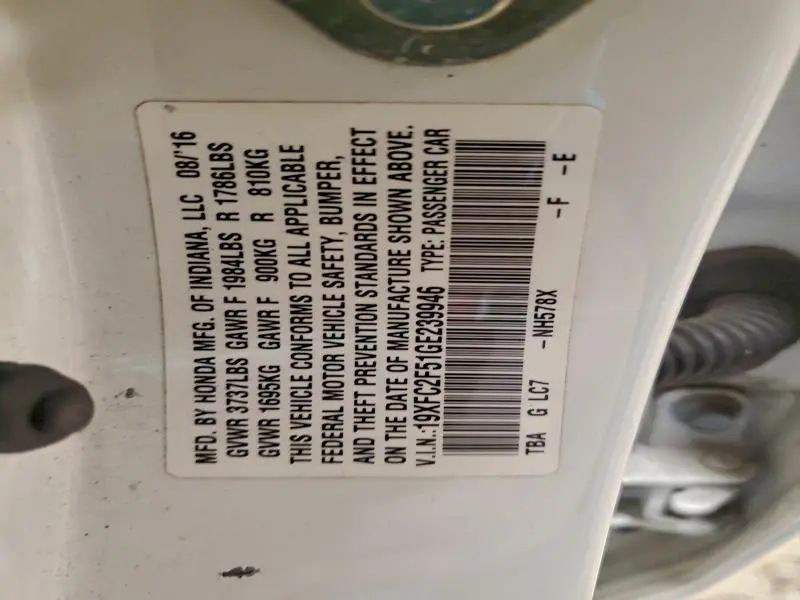 MFD. BY HONDA MFG. OF INDIANA, LLC 08/'16
GVWR 3737LBS GAWR F 1984LBS R 1786LBS
GVWR 1695KG GAWR F 900KG R 810KG
THIS VEHICLE CONFORMS TO ALL APPLICABLE
FEDERAL MOTOR VEHICLE SAFETY, BUMPER,
AND THEFT PREVENTION STANDARDS IN EFFECT
ON THE DATE OF MANUFACTURE SHOWN ABOVE.
V.I.N.:19XFC2F51GE239946 TYPE: PASSENGER CAR
TBA G LC7 -NH578X -F -E